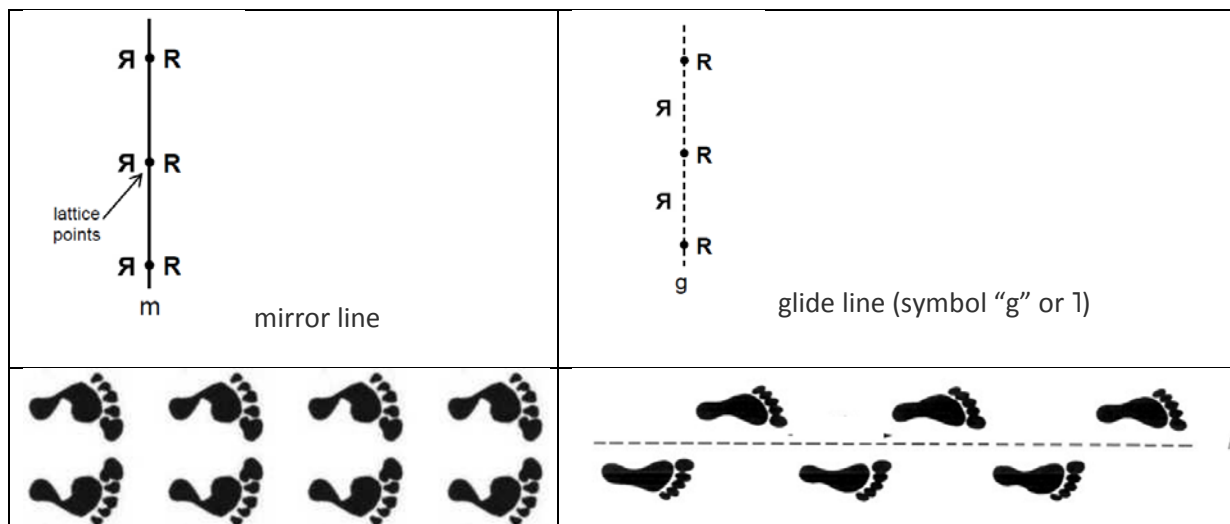 Я R
Я R
lattice
points
Я R
m
mirror line
R
Я
R
Я
R
g
glide line (symbol “g” or ⅂)